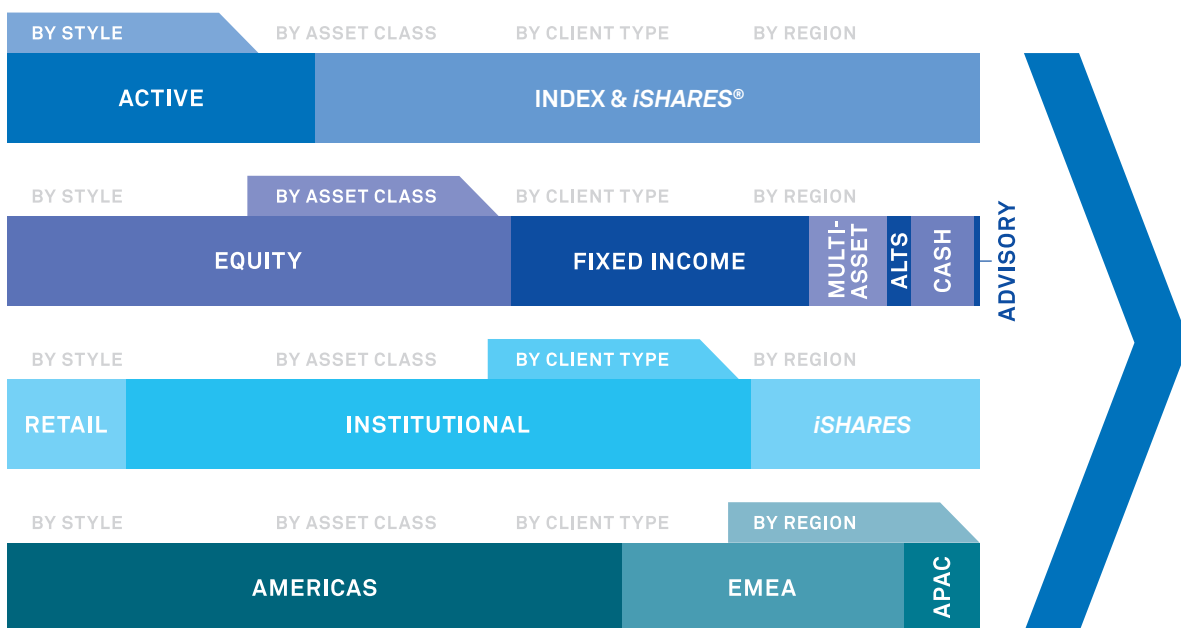 BY STYLE BY ASSET CLASS BY CLIENT TYPE BY REGION
ACTIVE INDEX & iSHARES®
BY STYLE BY ASSET CLASS BY CLIENT TYPE BY REGION
EQUITY FIXED INCOME MULTI-
ASSET ALTS CASH ADVISORY
BY STYLE BY ASSET CLASS BY CLIENT TYPE BY REGION
RETAIL INSTITUTIONAL iSHARES
BY STYLE BY ASSET CLASS BY CLIENT TYPE BY REGION
AMERICAS EMEA APAC